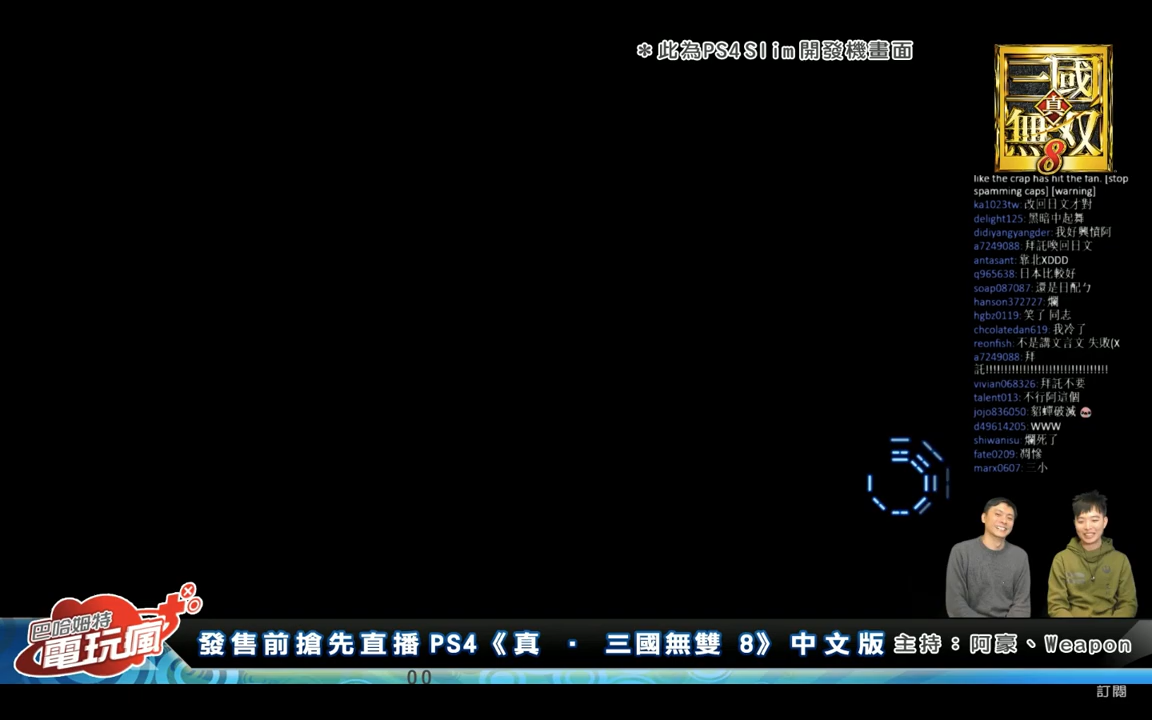 *此為PS4Slim開發機畫面
三國
真
無双
8
like the crap has hit the fan. [stop
spamming caps] [warning]
ka1023tw: 改回日文才對
delight125: 黑暗中起舞
didiyangyangder: 我好興憤阿
a7249088: 拜託喚回日文
antasant: 靠北XDDD
q965638: 日本比較好
soap087087: 還是日配ㄅ
hanson372727: 爛
hgbz0119: 笑了 同志
chcolatedan619: 我冷了
reonfish: 不是講文言文 失敗(X
a7249088: 拜
託!!!!!!!!!!!!!!!!!!!!!!!!!!!!!!!!!!
vivian068326: 拜託不要
talent013: 不行阿這個
jojo836050: 貂蟬破滅
d49614205: WWW
shiwanisu: 爛死了
fate0209: 凋慘
marx0607: 三小
巴哈姆特
電玩瘋
發售前搶先直播 PS4《真 · 三國無雙 8》中文版 主持：阿豪、Weapon
00
訂閱